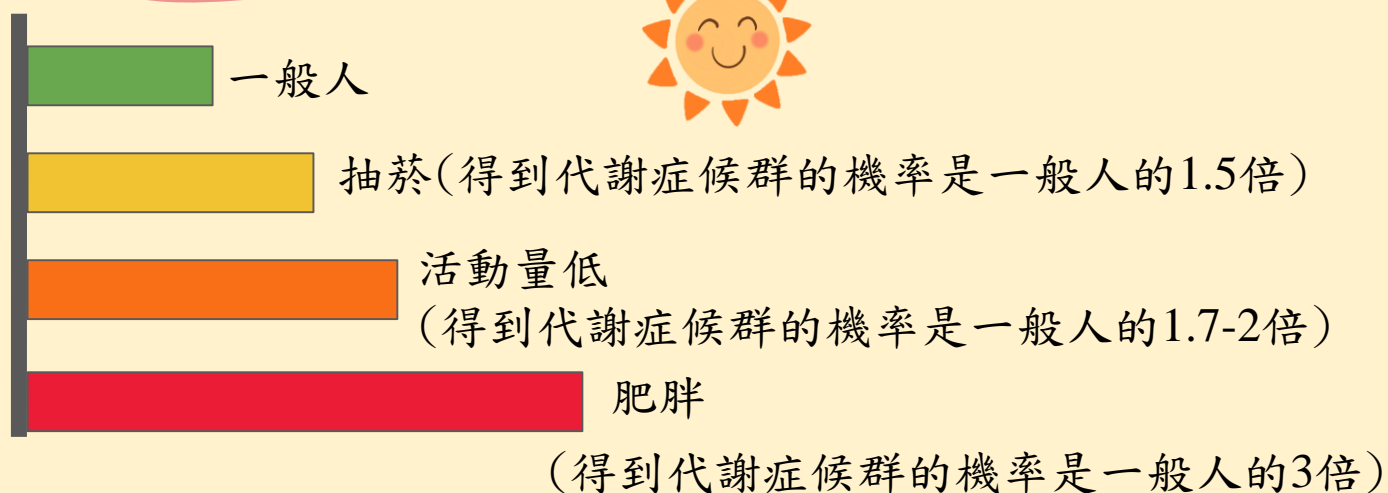 一般人
抽菸(得到代謝症候群的機率是一般人的1.5倍)
活動量低
(得到代謝症候群的機率是一般人的1.7-2倍)
肥胖
(得到代謝症候群的機率是一般人的3倍)